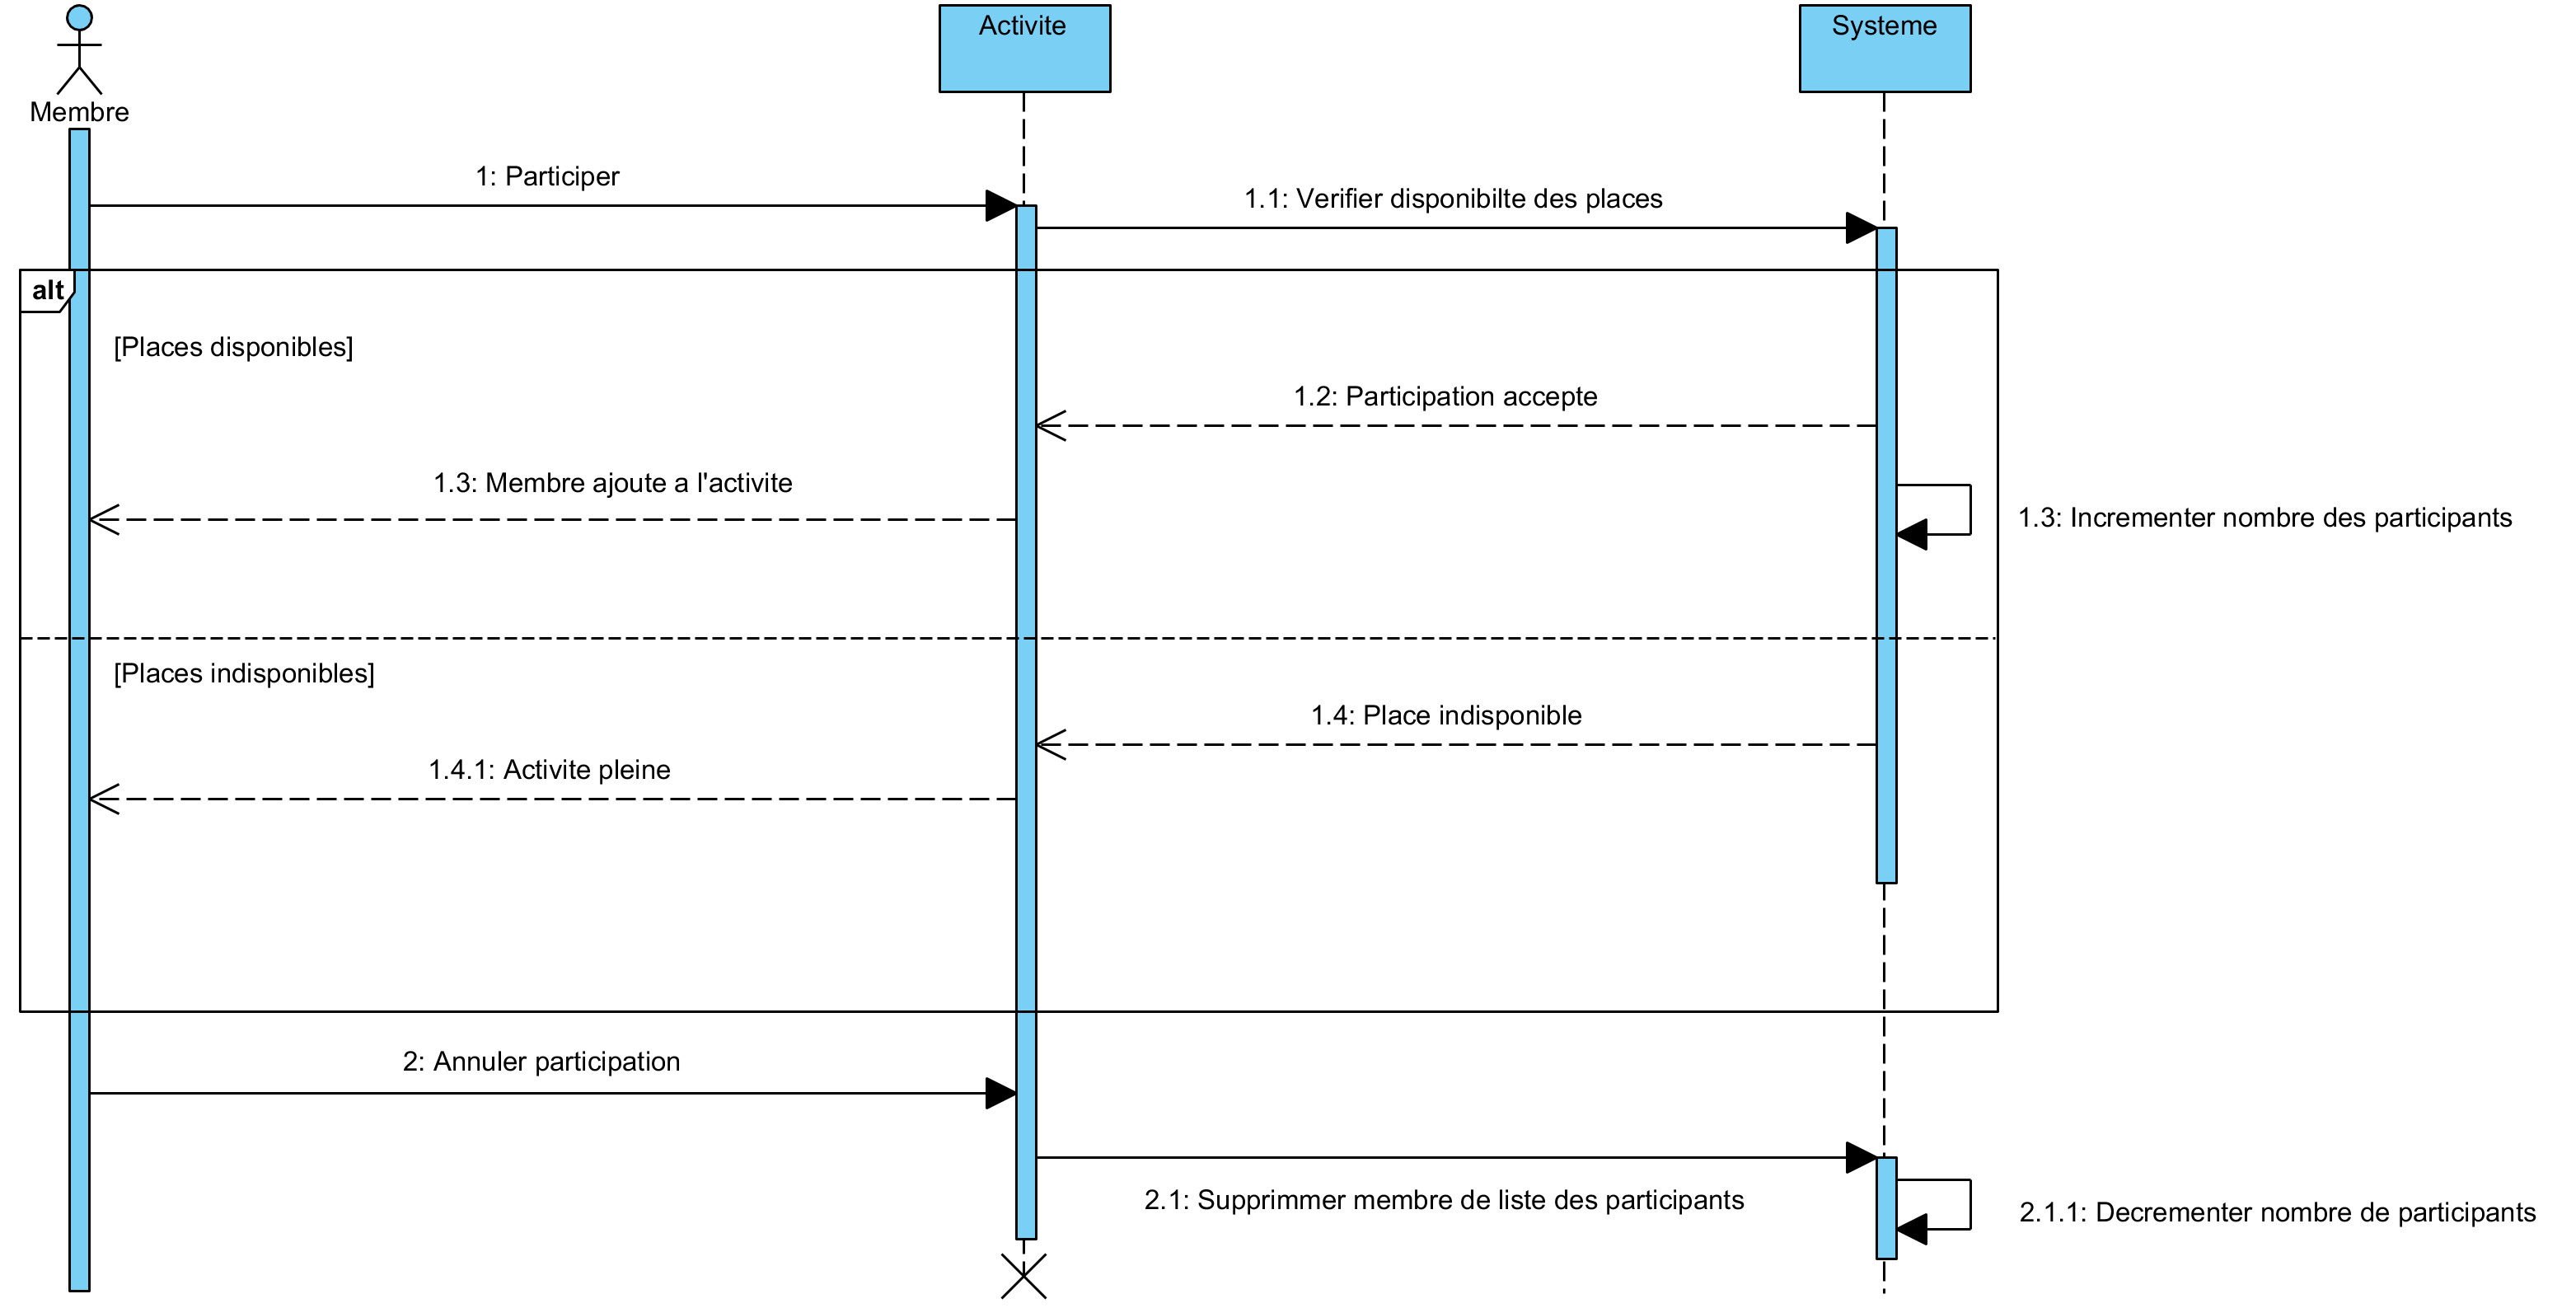 Activite
Systeme
Membre
1: Participer
1.1: Verifier disponibilte des places
alt
[Places disponibles]
1.2: Participation accepte
1.3: Membre ajoute a l'activite
1.3: Incrementer nombre des participants
[Places indisponibles]
1.4: Place indisponible
1.4.1: Activite pleine
2: Annuler participation
2.1: Supprimmer membre de liste des participants
2.1.1: Decrementer nombre de participants